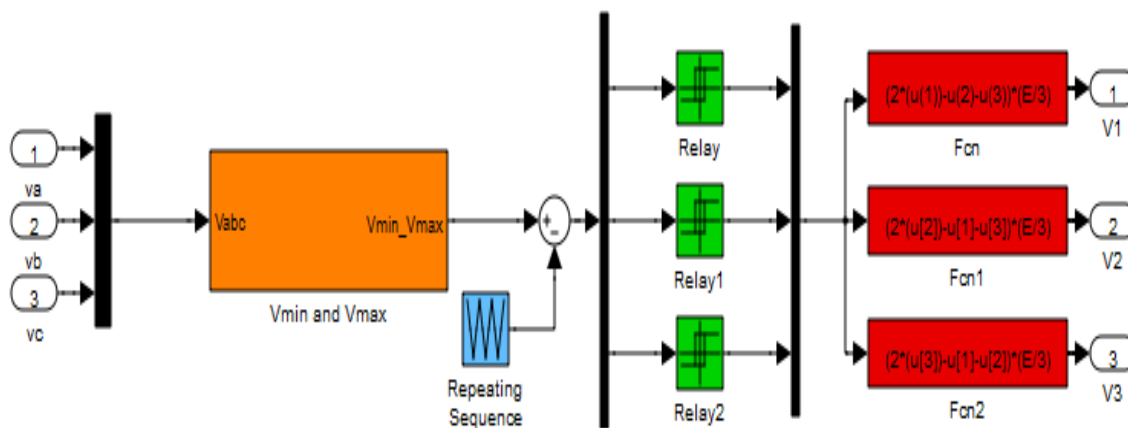 1
va
2
vb
3
vc
Vabc
Vmin_Vmax
Vmin and Vmax
Repeating
Sequence
+
-
Relay
Relay1
Relay2
(2*(u(1))-u(2)-u(3))*(E/3)
Fcn
(2*(u[2])-u[1]-u[3])*(E/3)
Fcn1
(2*(u[3])-u[1]-u[2])*(E/3)
Fcn2
1
V1
2
V2
3
V3